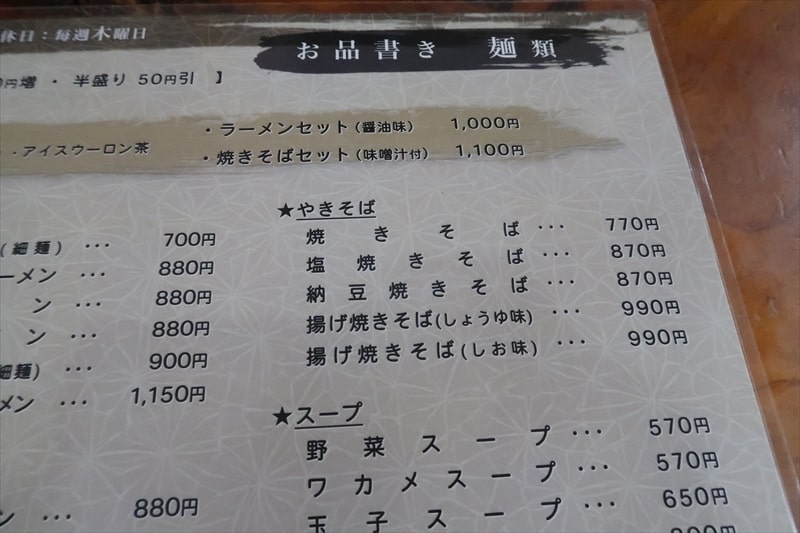 休日：毎週木曜日
お品書き 麺類
円増 ・ 半盛り 50円引 】
・ラーメンセット（醤油味） 1,000円
・アイスウーロン茶
・焼きそばセット（味噌汁付） 1,100円
(細麺) ・・・ 700円
ーメン ・・・ 880円
ン ・・・ 880円
ン ・・・ 880円
細麺) ・・・ 900円
メン ・・・ 1,150円
ン ・・・ 880円
★やきそば
焼きそば ・・・ 770円
塩焼きそば ・・・ 870円
納豆焼きそば ・・・ 870円
揚げ焼きそば(しょうゆ味) ・・・ 990円
揚げ焼きそば(しお味) ・・・ 990円
★スープ
野菜スープ ・・・ 570円
ワカメスープ ・・・ 570円
玉子スープ ・・・ 650円